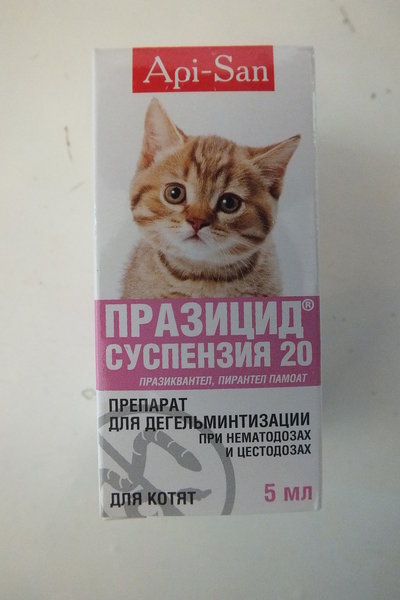 Api-San
ПРАЗИЦИД®
СУСПЕНЗИЯ 20
ПРАЗИКВАНТЕЛ, ПИРАНТЕЛ ПАМОАТ
ПРЕПАРАТ
ДЛЯ ДЕГЕЛЬМИНТИЗАЦИИ
ПРИ НЕМАТОДОЗАХ
И ЦЕСТОДОЗАХ
ДЛЯ КОТЯТ
5 мл